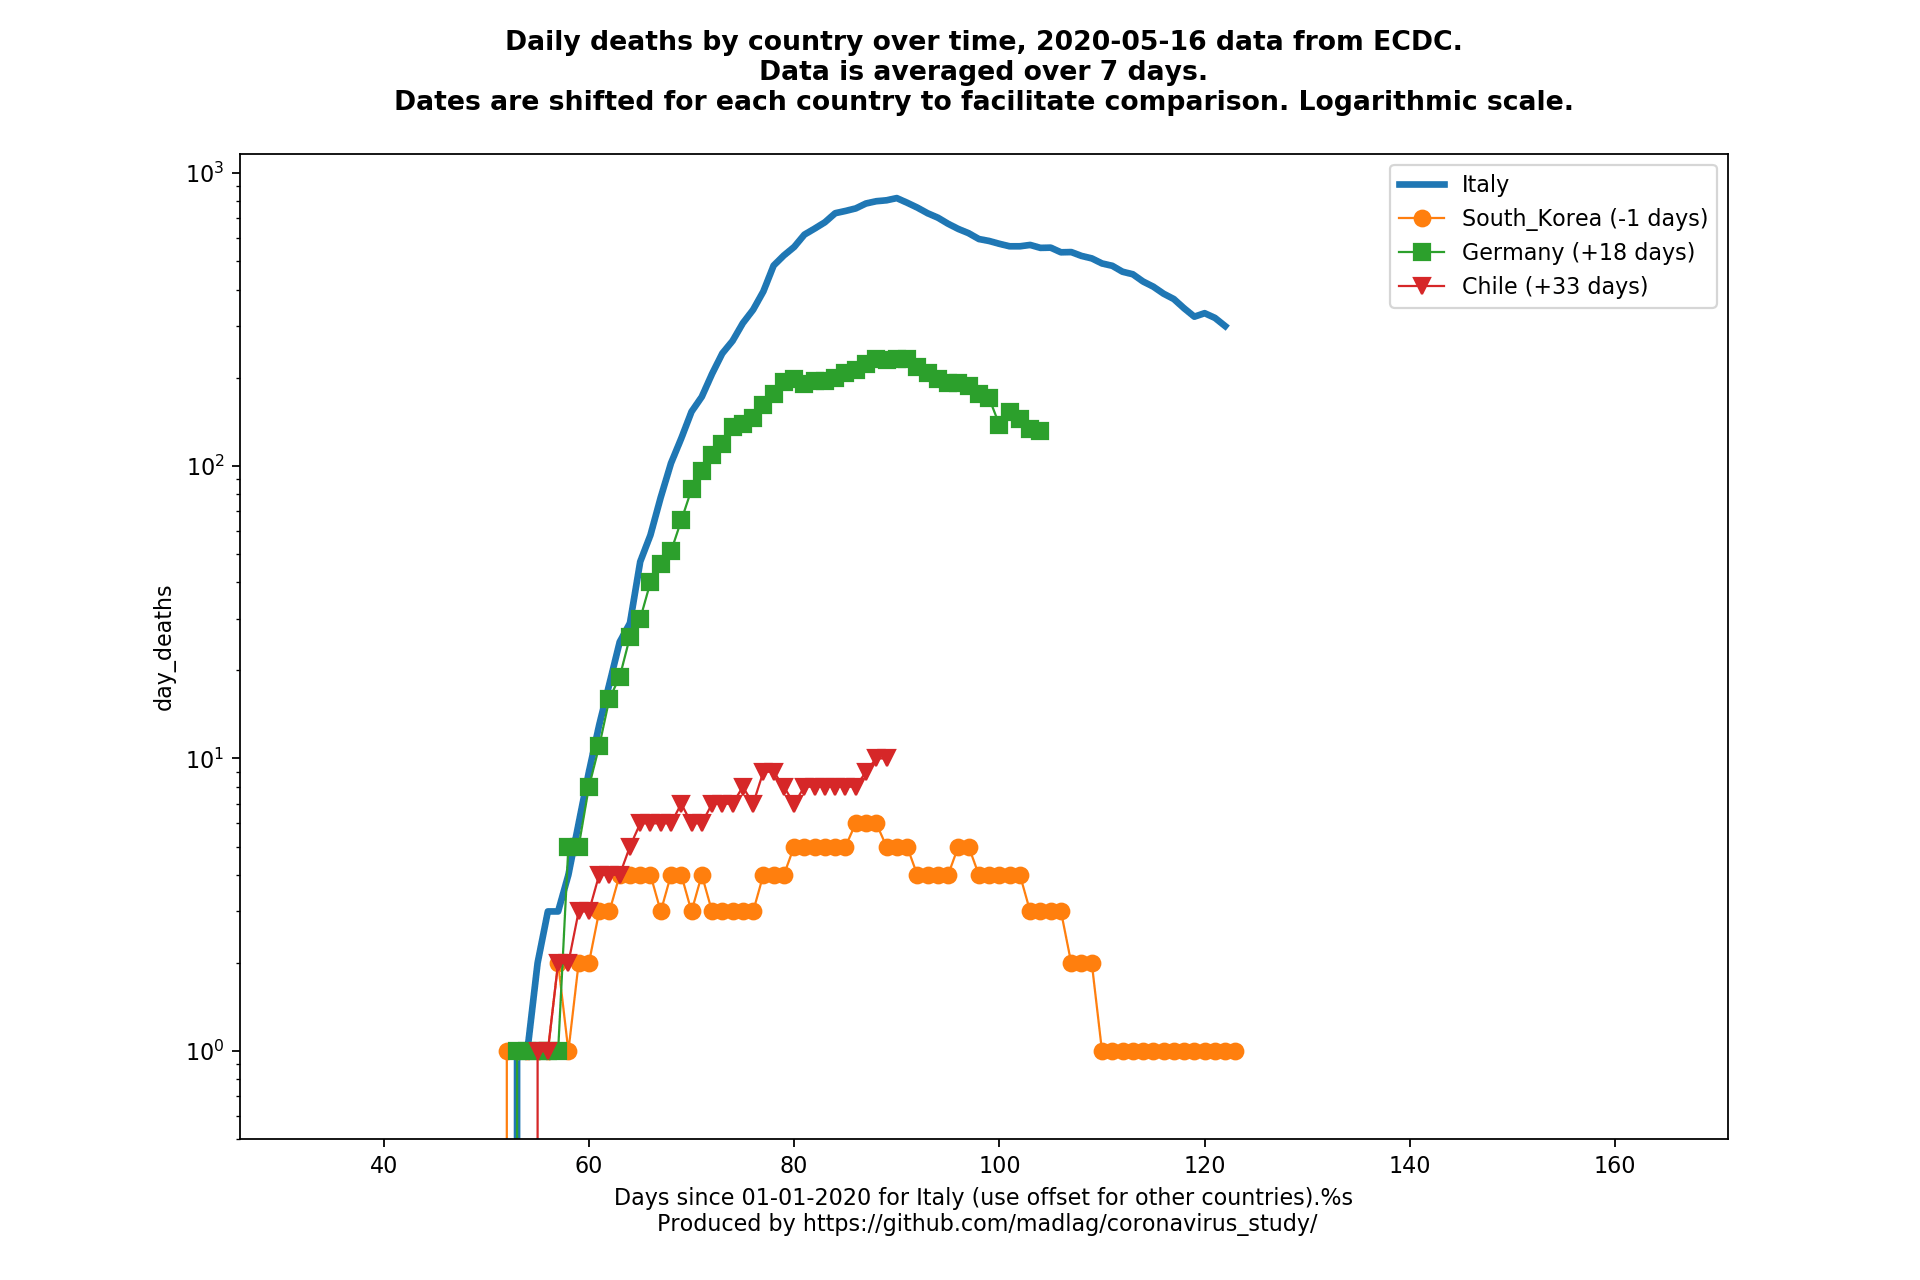 Daily deaths by country over time, 2020-05-16 data from ECDC.
Data is averaged over 7 days.
Dates are shifted for each country to facilitate comparison. Logarithmic scale.
Italy
South_Korea (-1 days)
Germany (+18 days)
Chile (+33 days)
10³
10²
10¹
10⁰
day_deaths
40 60 80 100 120 140 160
Days since 01-01-2020 for Italy (use offset for other countries).%s
Produced by https://github.com/madlag/coronavirus_study/